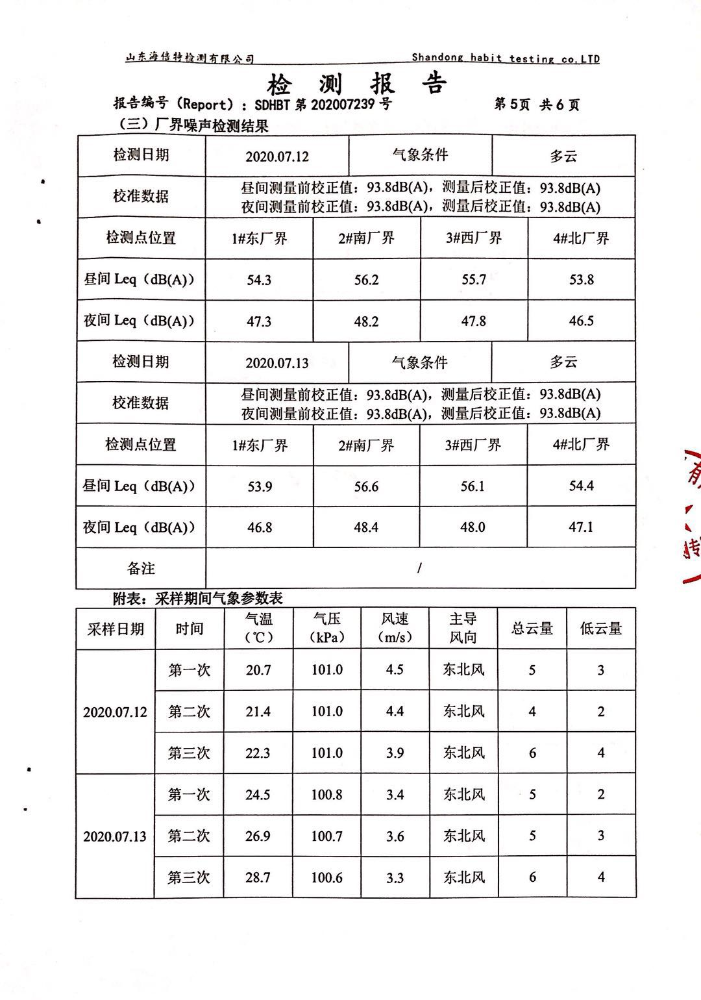 山东海倍特检测有限公司 Shandong habit testing co.LTD
检 测 报 告
报告编号（Report）: SDHBT 第 202007239 号 第 5页 共 6 页
（三）厂界噪声检测结果
检测日期 2020.07.12 气象条件 多云
校准数据 昼间测量前校正值：93.8dB(A)，测量后校正值：93.8dB(A)
夜间测量前校正值：93.8dB(A)，测量后校正值：93.8dB(A)
检测点位置 1#东厂界 2#南厂界 3#西厂界 4#北厂界
昼间 Leq（dB(A)） 54.3 56.2 55.7 53.8
夜间 Leq（dB(A)） 47.3 48.2 47.8 46.5
检测日期 2020.07.13 气象条件 多云
校准数据 昼间测量前校正值：93.8dB(A)，测量后校正值：93.8dB(A)
夜间测量前校正值：93.8dB(A)，测量后校正值：93.8dB(A)
检测点位置 1#东厂界 2#南厂界 3#西厂界 4#北厂界
昼间 Leq（dB(A)） 53.9 56.6 56.1 54.4
夜间 Leq（dB(A)） 46.8 48.4 48.0 47.1
备注 /
附表：采样期间气象参数表
采样日期 时间 气温（℃） 气压（kPa） 风速（m/s） 主导风向 总云量 低云量
2020.07.12 第一次 20.7 101.0 4.5 东北风 5 3
第二次 21.4 101.0 4.4 东北风 4 2
第三次 22.3 101.0 3.9 东北风 6 4
2020.07.13 第一次 24.5 100.8 3.4 东北风 5 2
第二次 26.9 100.7 3.6 东北风 5 3
第三次 28.7 100.6 3.3 东北风 6 4